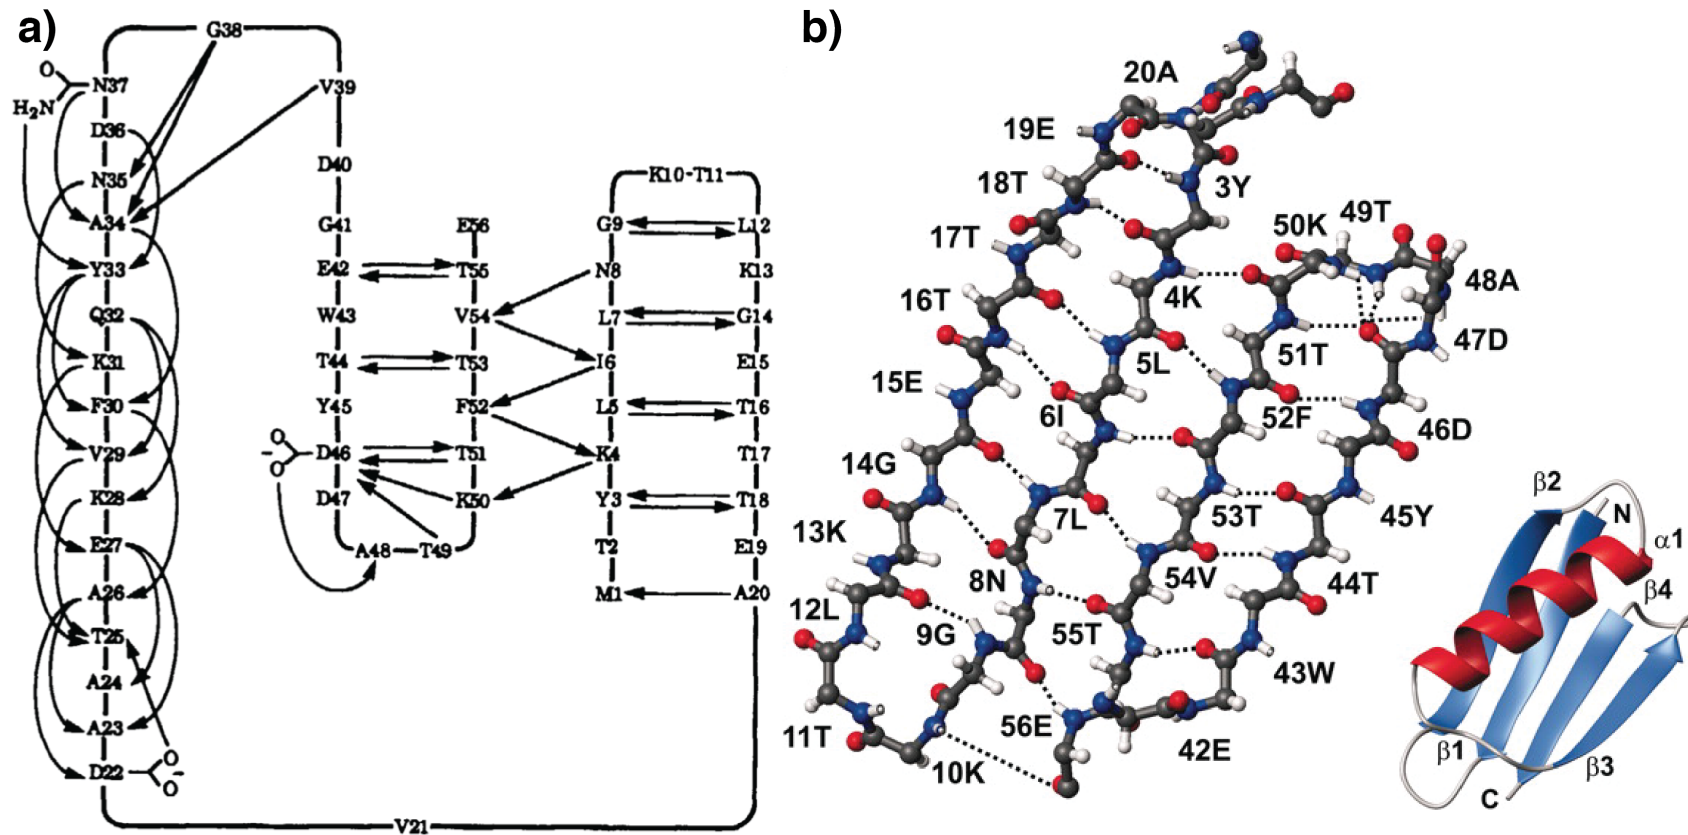 a)
G38
N37
O
H₂N
D36
N35
A34
Y33
Q32
K31
F30
V29
K28
E27
A26
T25
A24
A23
D22
O
O
-
V21
V39
D40
G41
E42
W43
T44
Y45
D46
D47
O
-
O
A48
T49
E56
T55
V54
T53
F52
T51
K50
K10-T11
G9
N8
L7
I6
L5
K4
Y3
T2
M1
L12
K13
G14
E15
T16
T17
T18
E19
A20
b)
20A
19E
18T
17T
16T
15E
14G
13K
12L
11T
10K
3Y
4K
5L
6I
7L
8N
9G
50K
49T
48A
47D
51T
52F
46D
53T
45Y
54V
44T
55T
43W
56E
42E
β2
N
α1
β4
β1
β3
C